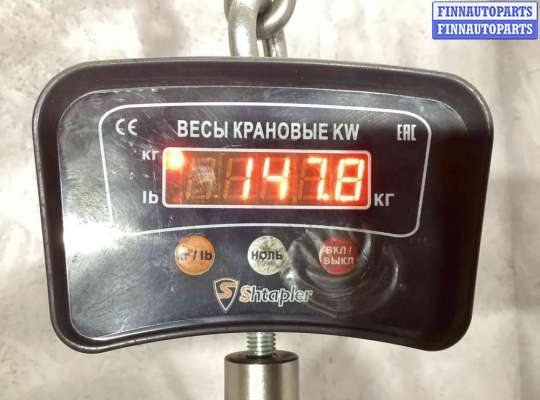 FINNAUTOPARTS
FINNAUTOPARTS
CE ВЕСЫ КРАНОВЫЕ KW EAC
КГ
lb
147.8
КГ
кг/lb
НОЛЬ
ВКЛ/
ВЫКЛ
S Shtapler